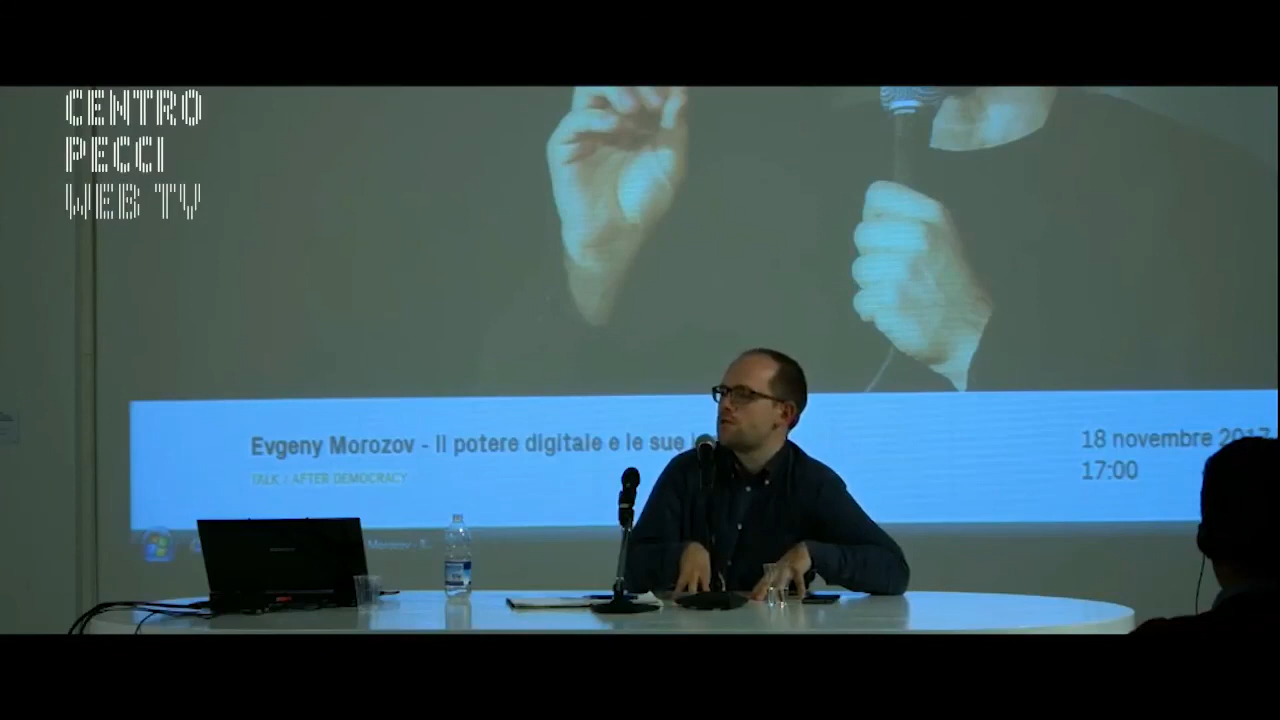 CENTRO
PECCI
WEB TV
Evgeny Morozov - Il potere digitale e le sue
18 novembre 2017
17:00
TALK / AFTER DEMOCRACY